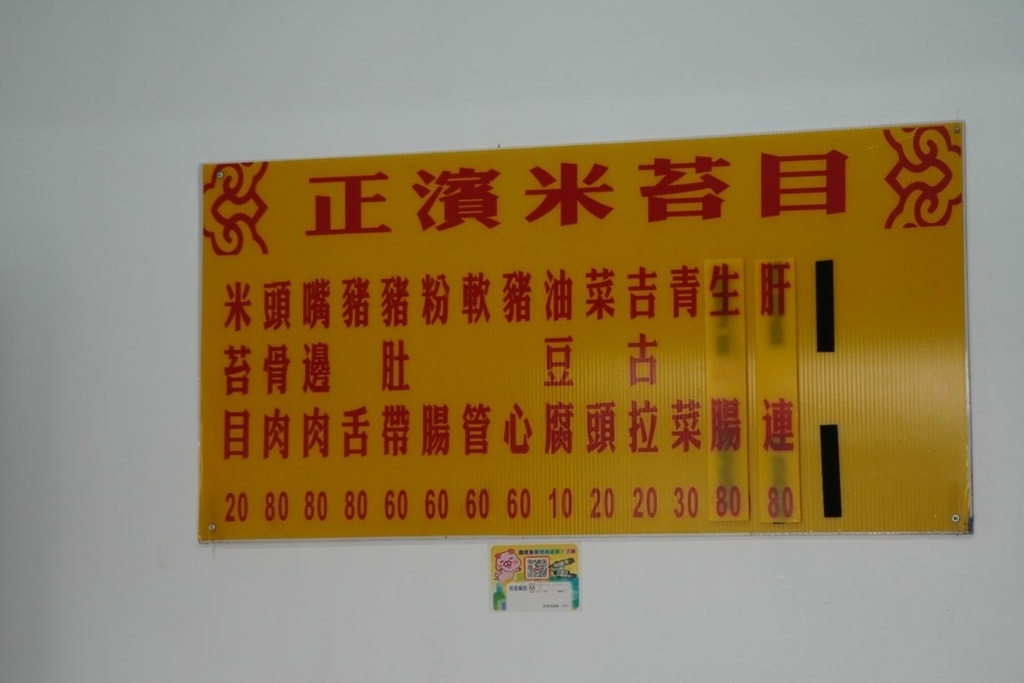 正濱米苔目
米苔目 20
頭骨肉 80
嘴邊肉 80
豬舌 80
豬肚帶 60
粉腸 60
軟管 60
豬心 60
油豆腐 10
菜頭 20
吉古拉 20
青菜 30
生腸 80
肝連 80